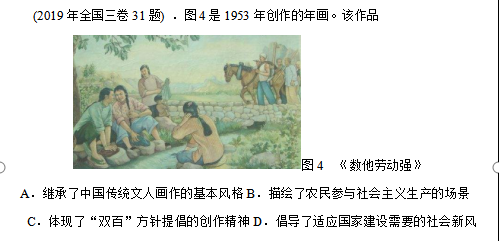 (2019 年全国三卷 31 题) ．图 4 是 1953 年创作的年画。该作品
图 4 《数他劳动强》
A．继承了中国传统文人画作的基本风格 B．描绘了农民参与社会主义生产的场景
C．体现了“双百”方针提倡的创作精神 D．倡导了适应国家建设需要的社会新风